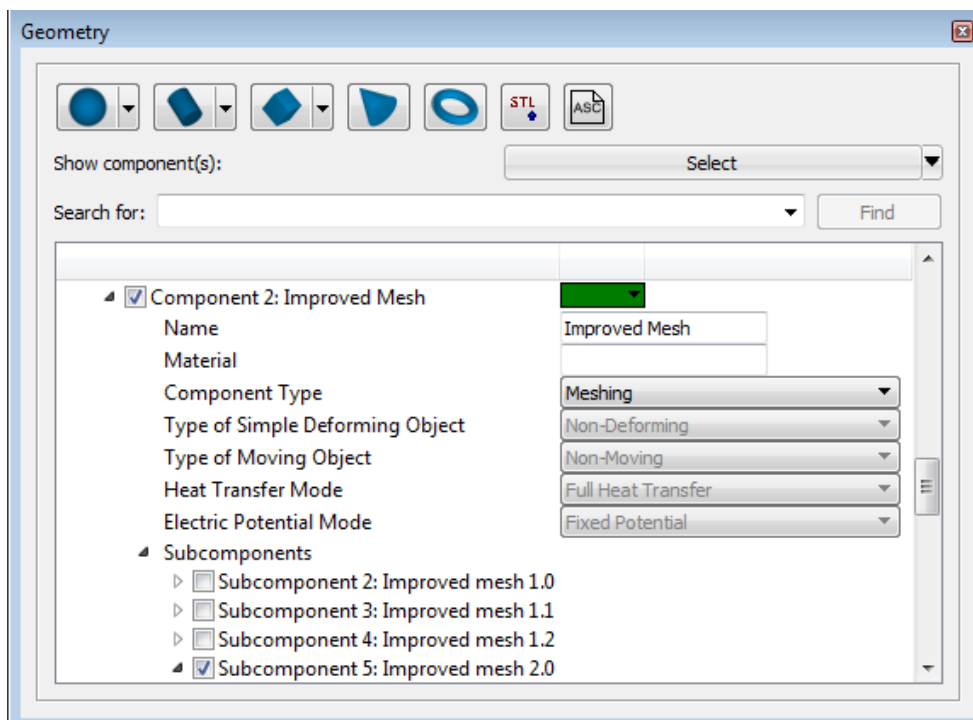 Geometry
STL
ASC
Show component(s): Select
Search for: Find
Component 2: Improved Mesh
Name Improved Mesh
Material
Component Type Meshing
Type of Simple Deforming Object Non-Deforming
Type of Moving Object Non-Moving
Heat Transfer Mode Full Heat Transfer
Electric Potential Mode Fixed Potential
Subcomponents
Subcomponent 2: Improved mesh 1.0
Subcomponent 3: Improved mesh 1.1
Subcomponent 4: Improved mesh 1.2
Subcomponent 5: Improved mesh 2.0